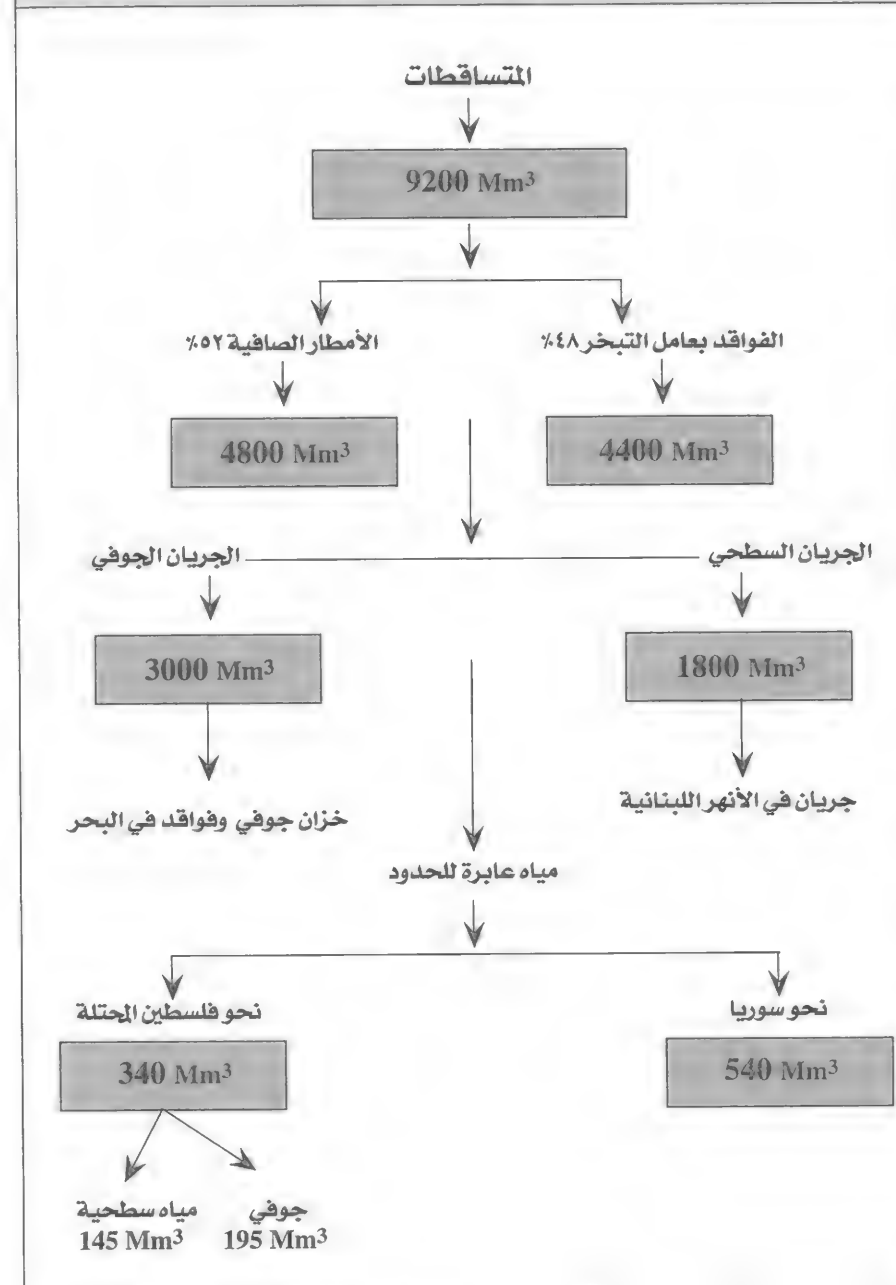 المتساقطات
9200 Mm³
الفواقد بعامل التبخر ٤٨٪
الأمطار الصافية ٥٢٪
4400 Mm³
4800 Mm³
الجريان السطحي
الجريان الجوفي
1800 Mm³
3000 Mm³
جريان في الأنهر اللبنانية
خزان جوفي وفواقد في البحر
مياه عابرة للحدود
نحو سوريا
نحو فلسطين المحتلة
540 Mm³
340 Mm³
جوفي
195 Mm³
مياه سطحية
145 Mm³